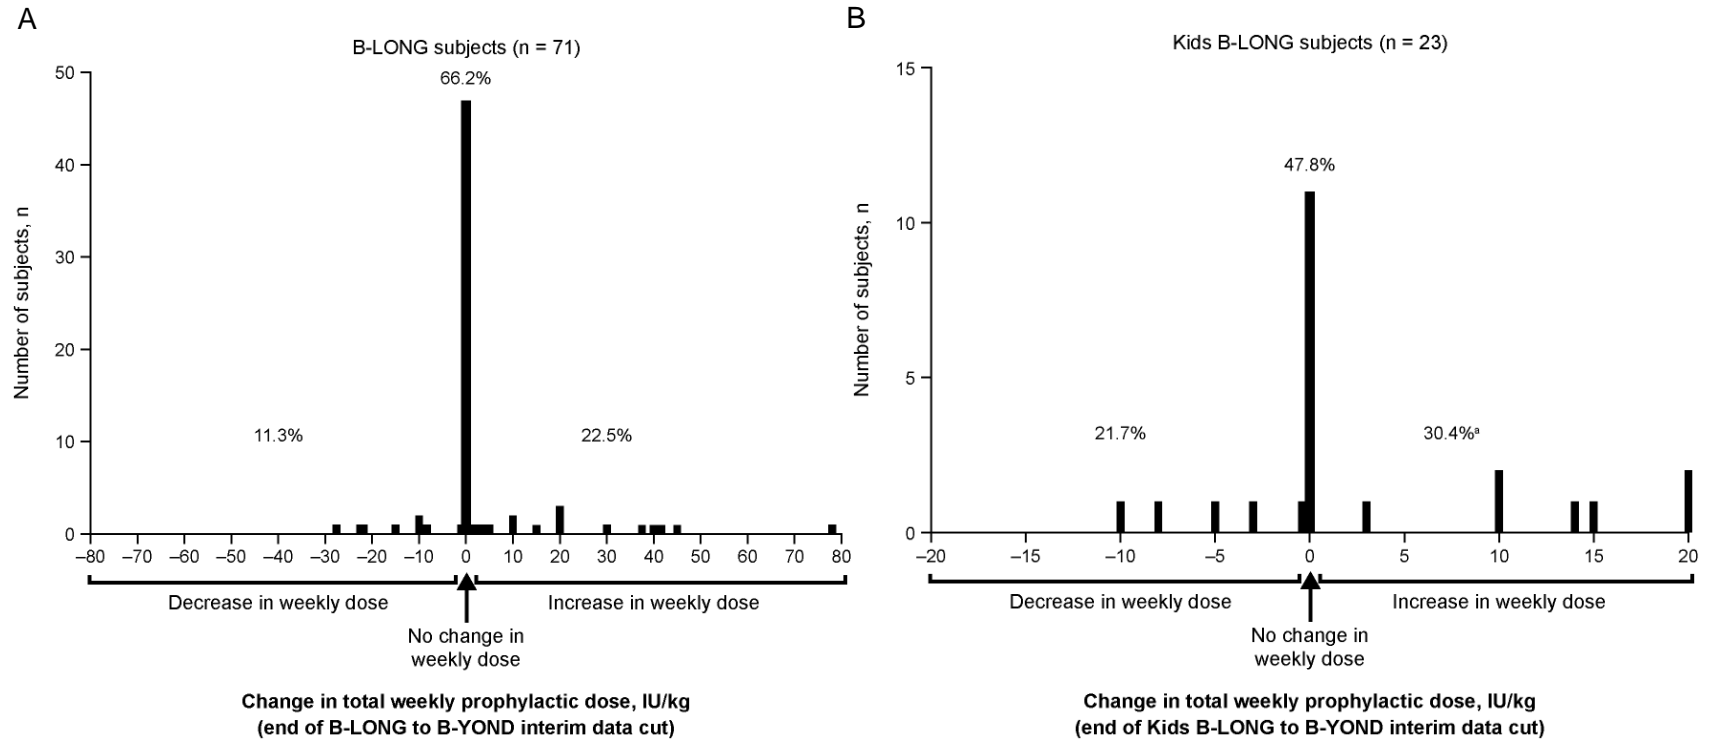 A
B-LONG subjects (n = 71)
66.2%
50
40
30
20
10
0
Number of subjects, n
11.3%
22.5%
–80 –70 –60 –50 –40 –30 –20 –10 0 10 20 30 40 50 60 70 80
Decrease in weekly dose
Increase in weekly dose
No change in
weekly dose
Change in total weekly prophylactic dose, IU/kg
(end of B-LONG to B-YOND interim data cut)
B
Kids B-LONG subjects (n = 23)
15
10
5
0
Number of subjects, n
47.8%
21.7%
30.4%ᵃ
–20 –15 –10 –5 0 5 10 15 20
Decrease in weekly dose
Increase in weekly dose
No change in
weekly dose
Change in total weekly prophylactic dose, IU/kg
(end of Kids B-LONG to B-YOND interim data cut)